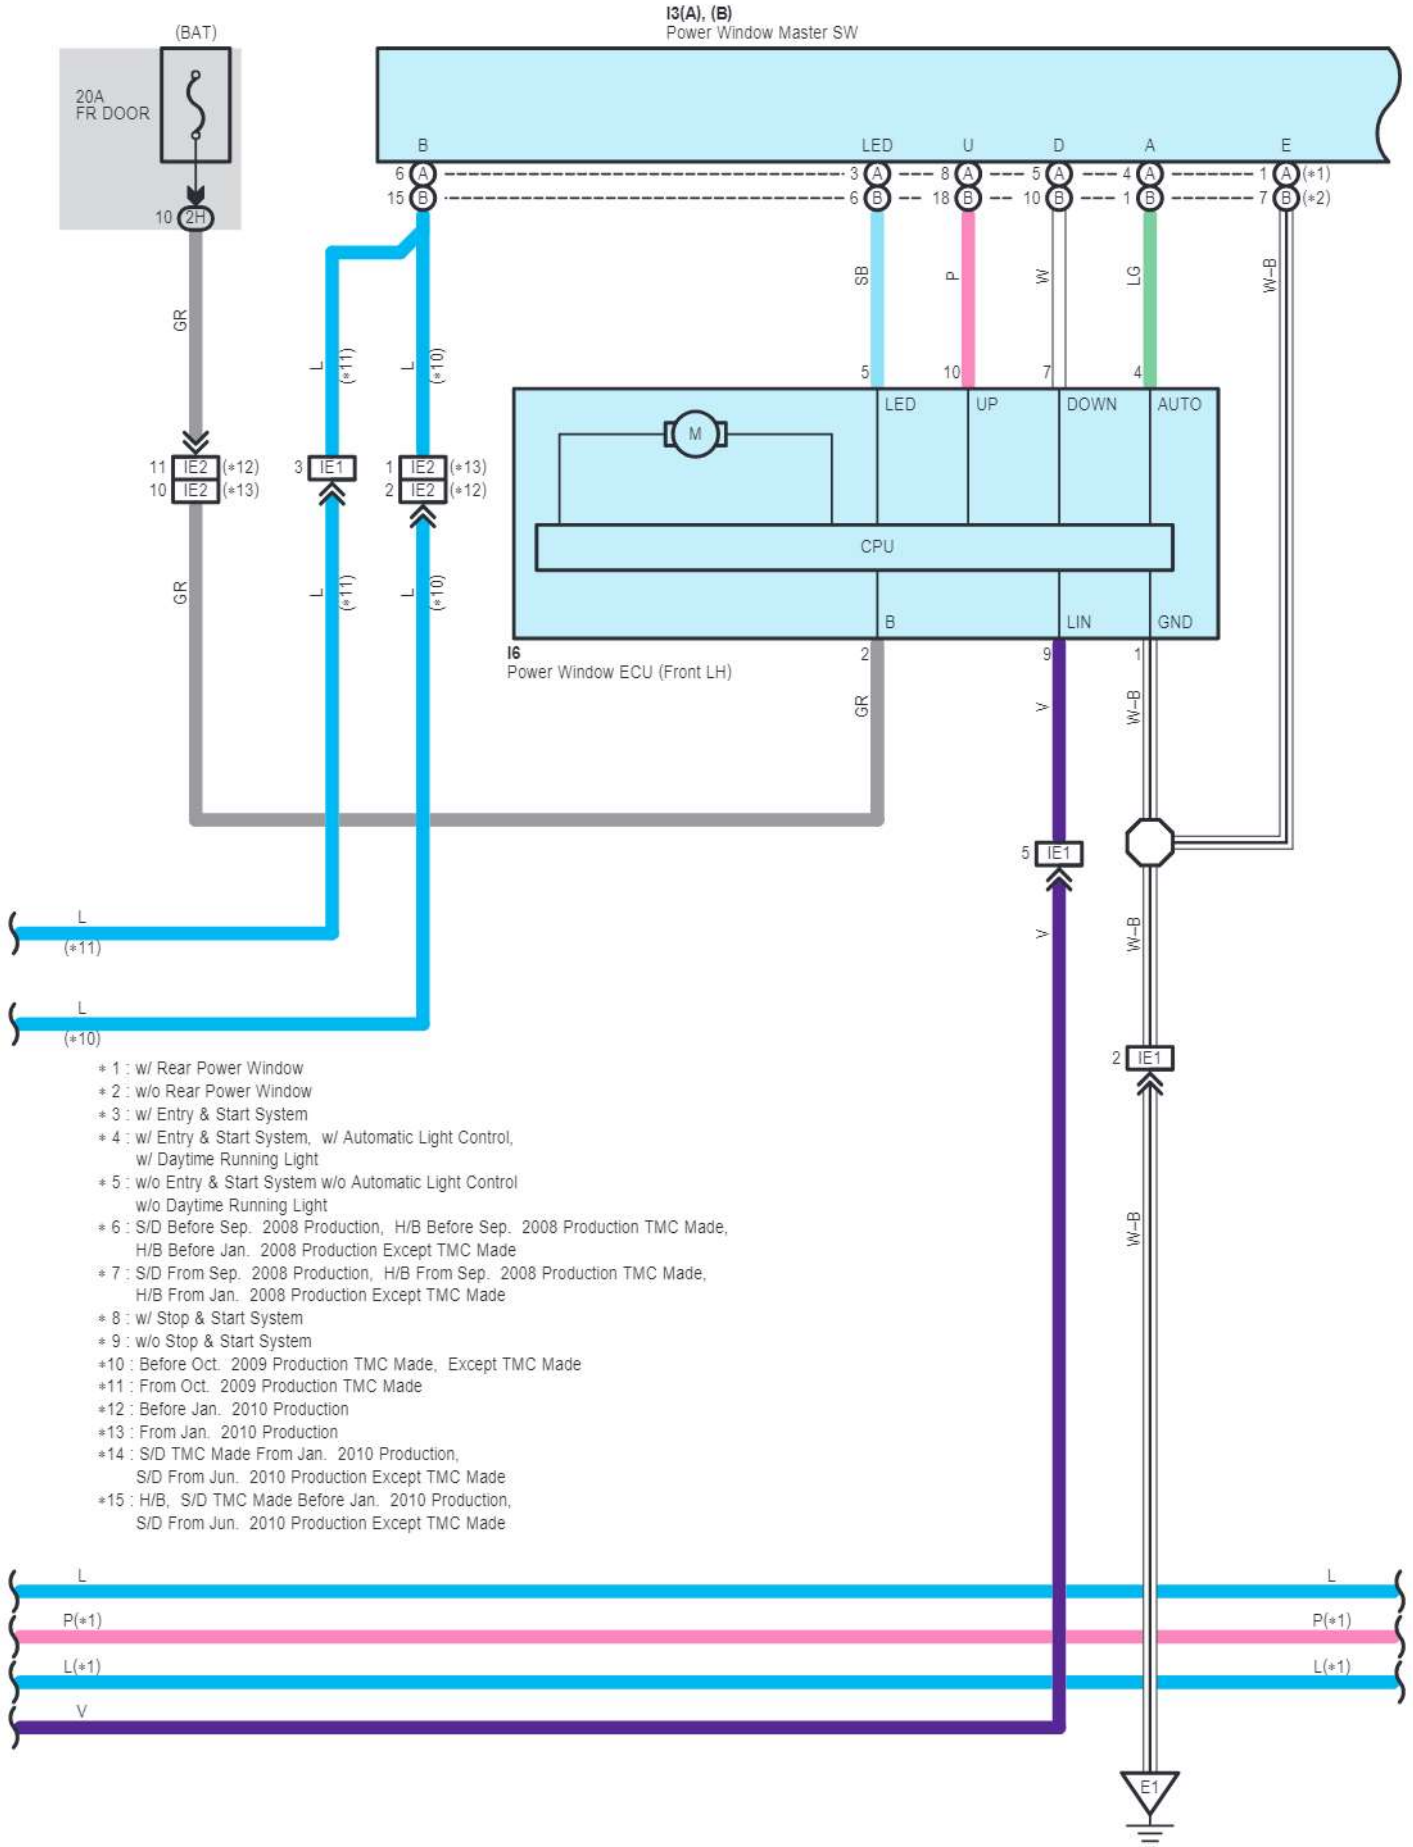 I3(A), (B)
Power Window Master SW
(BAT)
20A
FR DOOR
10 2H
B LED U D A E
6 A 3 A 8 A 5 A 4 A 1 A (*1)
15 B 6 B 18 B 10 B 1 B 7 B (*2)
GR
L
(*11)
L
(*10)
SB
P
W
LG
W-B
5 10 7 4
LED UP DOWN AUTO
M
11 IE2 (*12)
10 IE2 (*13)
3 IE1
1 IE2 (*13)
2 IE2 (*12)
CPU
GR
L
(*11)
L
(*10)
B LIN GND
I6
Power Window ECU (Front LH)
2 9 1
GR
V
W-B
5 IE1
L
(*11)
V
W-B
L
(*10)
2 IE1
* 1 : w/ Rear Power Window
* 2 : w/o Rear Power Window
* 3 : w/ Entry & Start System
* 4 : w/ Entry & Start System, w/ Automatic Light Control,
w/ Daytime Running Light
* 5 : w/o Entry & Start System w/o Automatic Light Control
w/o Daytime Running Light
* 6 : S/D Before Sep. 2008 Production, H/B Before Sep. 2008 Production TMC Made,
H/B Before Jan. 2008 Production Except TMC Made
* 7 : S/D From Sep. 2008 Production, H/B From Sep. 2008 Production TMC Made,
H/B From Jan. 2008 Production Except TMC Made
* 8 : w/ Stop & Start System
* 9 : w/o Stop & Start System
*10 : Before Oct. 2009 Production TMC Made, Except TMC Made
*11 : From Oct. 2009 Production TMC Made
*12 : Before Jan. 2010 Production
*13 : From Jan. 2010 Production
*14 : S/D TMC Made From Jan. 2010 Production,
S/D From Jun. 2010 Production Except TMC Made
*15 : H/B, S/D TMC Made Before Jan. 2010 Production,
S/D From Jun. 2010 Production Except TMC Made
W-B
L L
P(*1) P(*1)
L(*1) L(*1)
V
E1